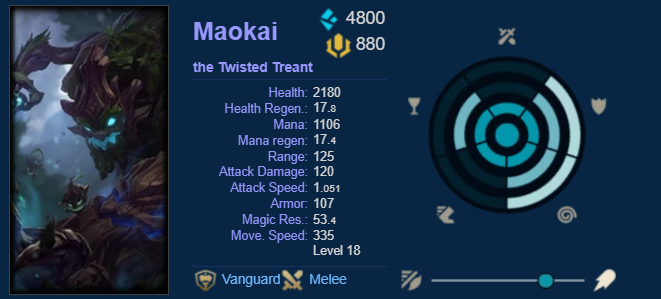 Maokai
4800
880
the Twisted Treant
Health: 2180
Health Regen.: 17.8
Mana: 1106
Mana regen: 17.4
Range: 125
Attack Damage: 120
Attack Speed: 1.051
Armor: 107
Magic Res.: 53.4
Move. Speed: 335
Level 18
Vanguard Melee